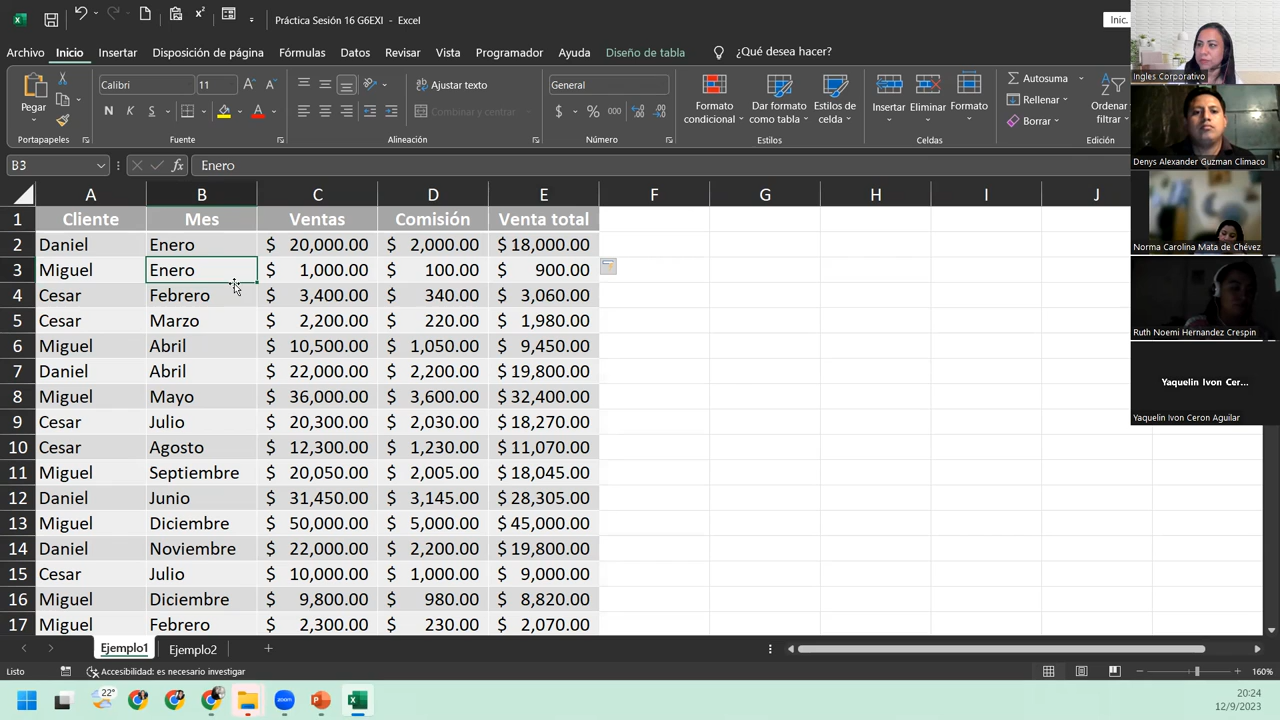 Práctica Sesión 16 G6EXI - Excel
Inic.
Archivo Inicio Insertar Disposición de página Fórmulas Datos Revisar Vista Programador Ayuda Diseño de tabla ¿Qué desea hacer?
Pegar
Calibri 11
N K S
Ajustar texto
Combinar y centrar
General
$ % 000
Formato condicional
Dar formato como tabla
Estilos de celda
Insertar Eliminar Formato
Autosuma
Rellenar
Borrar
Ordenar y filtrar
Portapapeles Fuente Alineación Número Estilos Celdas Edición
B3 fx Enero
A B C D E F G H I J
1 Cliente Mes Ventas Comisión Venta total
2 Daniel Enero $ 20,000.00 $ 2,000.00 $ 18,000.00
3 Miguel Enero $ 1,000.00 $ 100.00 $ 900.00
4 Cesar Febrero $ 3,400.00 $ 340.00 $ 3,060.00
5 Cesar Marzo $ 2,200.00 $ 220.00 $ 1,980.00
6 Miguel Abril $ 10,500.00 $ 1,050.00 $ 9,450.00
7 Daniel Abril $ 22,000.00 $ 2,200.00 $ 19,800.00
8 Miguel Mayo $ 36,000.00 $ 3,600.00 $ 32,400.00
9 Cesar Julio $ 20,300.00 $ 2,030.00 $ 18,270.00
10 Cesar Agosto $ 12,300.00 $ 1,230.00 $ 11,070.00
11 Miguel Septiembre $ 20,050.00 $ 2,005.00 $ 18,045.00
12 Daniel Junio $ 31,450.00 $ 3,145.00 $ 28,305.00
13 Miguel Diciembre $ 50,000.00 $ 5,000.00 $ 45,000.00
14 Daniel Noviembre $ 22,000.00 $ 2,200.00 $ 19,800.00
15 Cesar Julio $ 10,000.00 $ 1,000.00 $ 9,000.00
16 Miguel Diciembre $ 9,800.00 $ 980.00 $ 8,820.00
17 Miguel Febrero $ 2,300.00 $ 230.00 $ 2,070.00
Ejemplo1 Ejemplo2
Listo Accesibilidad: es necesario investigar 160%
22° zoom
20:24
12/9/2023
Ingles Corporativo
Denys Alexander Guzman Climaco
Norma Carolina Mata de Chévez
Ruth Noemi Hernandez Crespin
Yaquelin Ivon Cer...
Yaquelin Ivon Ceron Aguilar